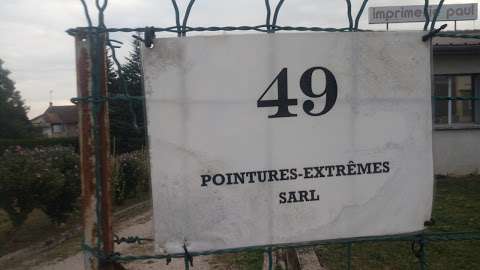 imprimerie paul
49
POINTURES-EXTRÊMES
SARL